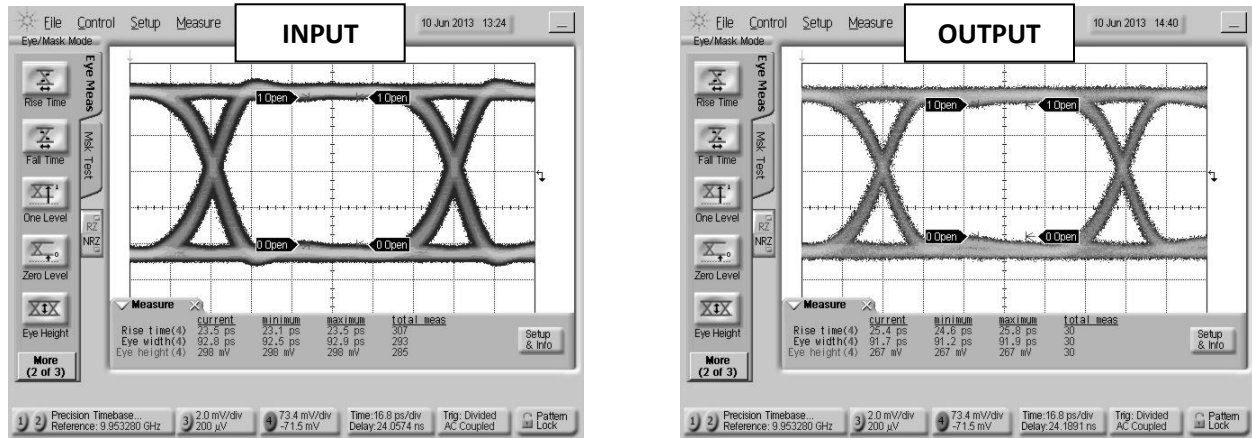 File Control Setup Measure
INPUT
10 Jun 2013 13:24
Eye/Mask Mode
Eye Meas
Msk Test
Rise Time
Fall Time
One Level
Zero Level
Eye Height
More
(2 of 3)
RZ
NRZ
1 Open 1 Open
0 Open 0 Open
Measure
current minimum maximum total meas
Rise time(4) 23.5 ps 23.1 ps 23.5 ps 307
Eye width(4) 92.8 ps 92.5 ps 92.9 ps 293
Eye height(4) 298 mV 298 mV 298 mV 285
Setup
& Info
1 2 Precision Timebase...
Reference: 9.953280 GHz
3 2.0 mV/div
200 µV
4 73.4 mV/div
-71.5 mV
Time:16.8 ps/div
Delay:24.0574 ns
Trig: Divided
AC Coupled
Pattern
Lock
File Control Setup Measure
OUTPUT
10 Jun 2013 14:40
Eye/Mask Mode
Eye Meas
Msk Test
Rise Time
Fall Time
One Level
Zero Level
Eye Height
More
(2 of 3)
RZ
NRZ
1 Open 1 Open
0 Open 0 Open
Measure
current minimum maximum total meas
Rise time(4) 25.4 ps 24.6 ps 25.8 ps 30
Eye width(4) 91.7 ps 91.2 ps 91.9 ps 30
Eye height(4) 267 mV 267 mV 267 mV 30
Setup
& Info
1 2 Precision Timebase...
Reference: 9.953280 GHz
3 2.0 mV/div
200 µV
4 73.4 mV/div
-71.5 mV
Time:16.8 ps/div
Delay:24.1891 ns
Trig: Divided
AC Coupled
Pattern
Lock